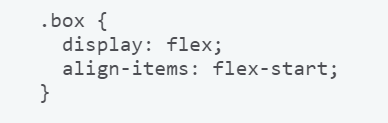 .box {
  display: flex;
  align-items: flex-start;
}